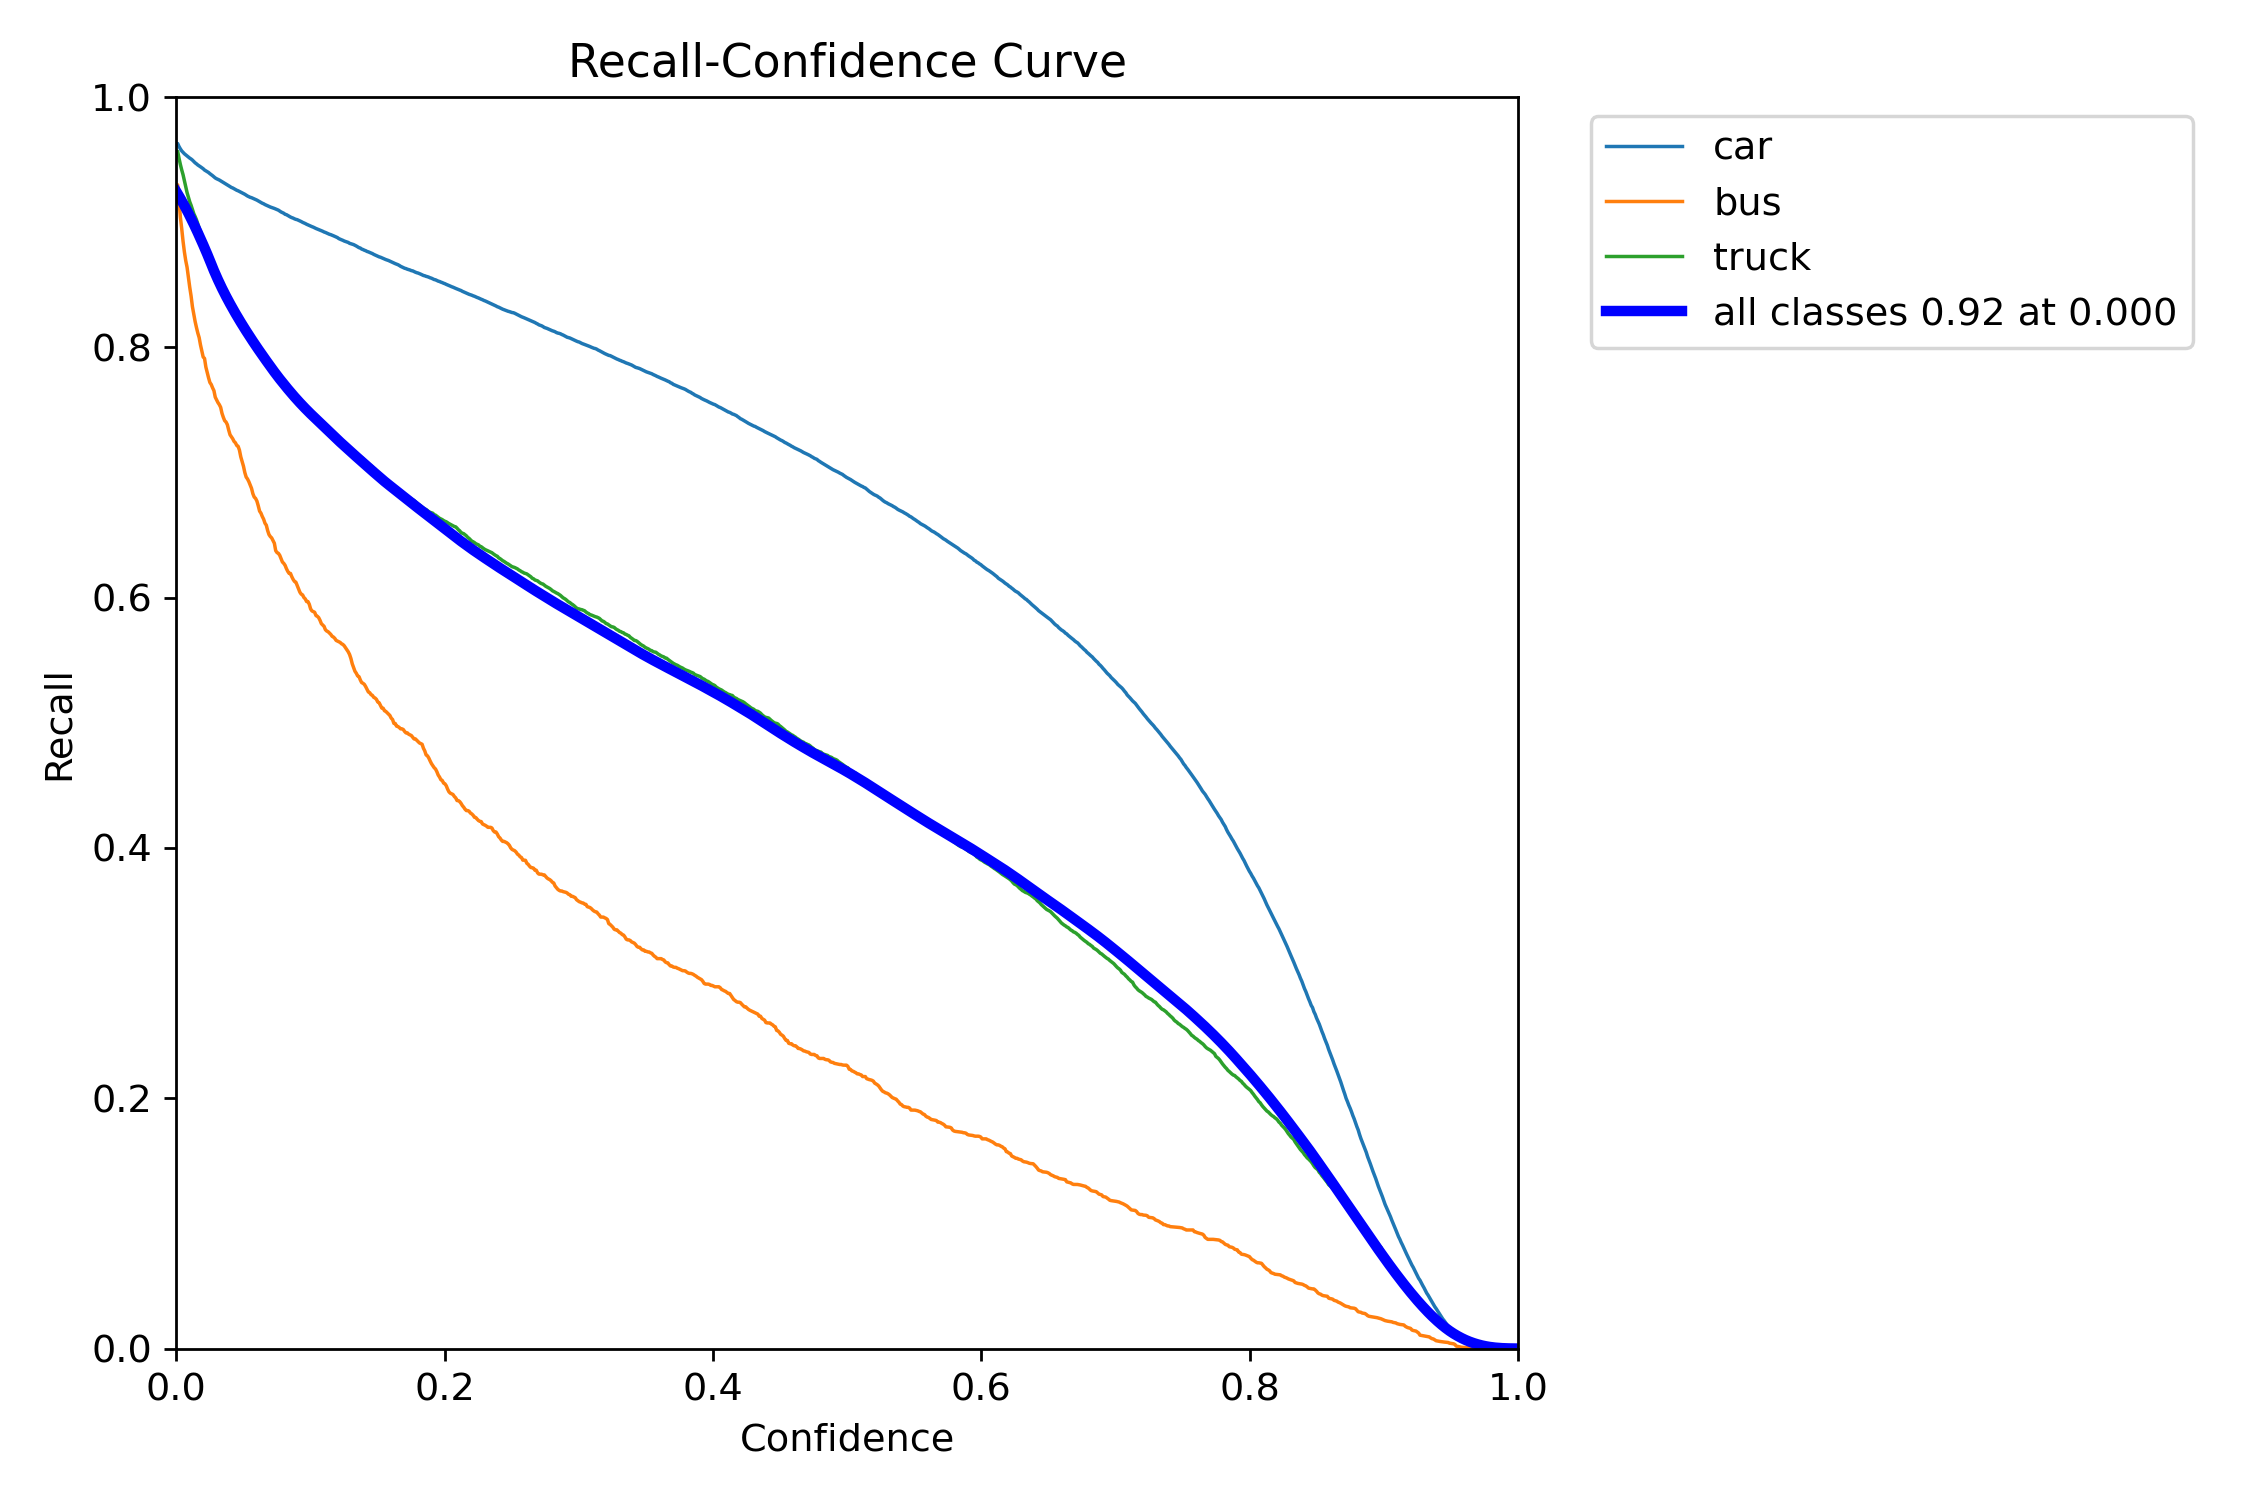 Recall-Confidence Curve
1.0
0.8
0.6
0.4
0.2
0.0
Recall
0.0 0.2 0.4 0.6 0.8 1.0
Confidence
car
bus
truck
all classes 0.92 at 0.000